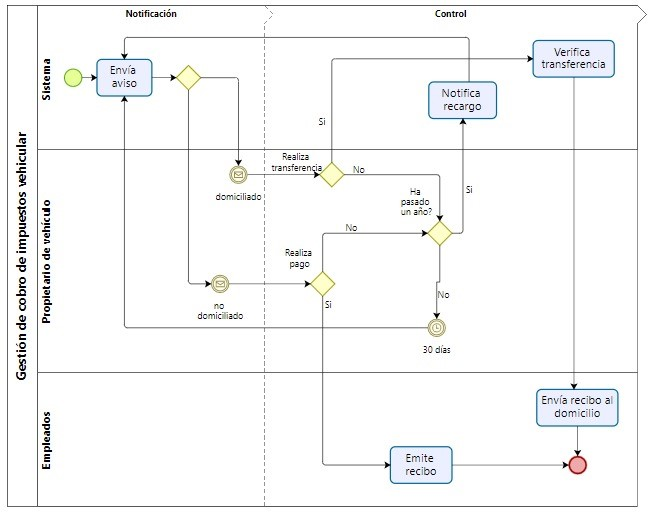 Gestión de cobro de impuestos vehicular
Notificación
Control
Sistema
Envía
aviso
Verifica
transferencia
Notifica
recargo
Si
Propietario de vehículo
Realiza
transferencia
No
domiciliado
Ha
pasado
un año?
Si
No
Realiza
pago
Si
no
domiciliado
No
30 días
Empleados
Envía recibo al
domicilio
Emite
recibo